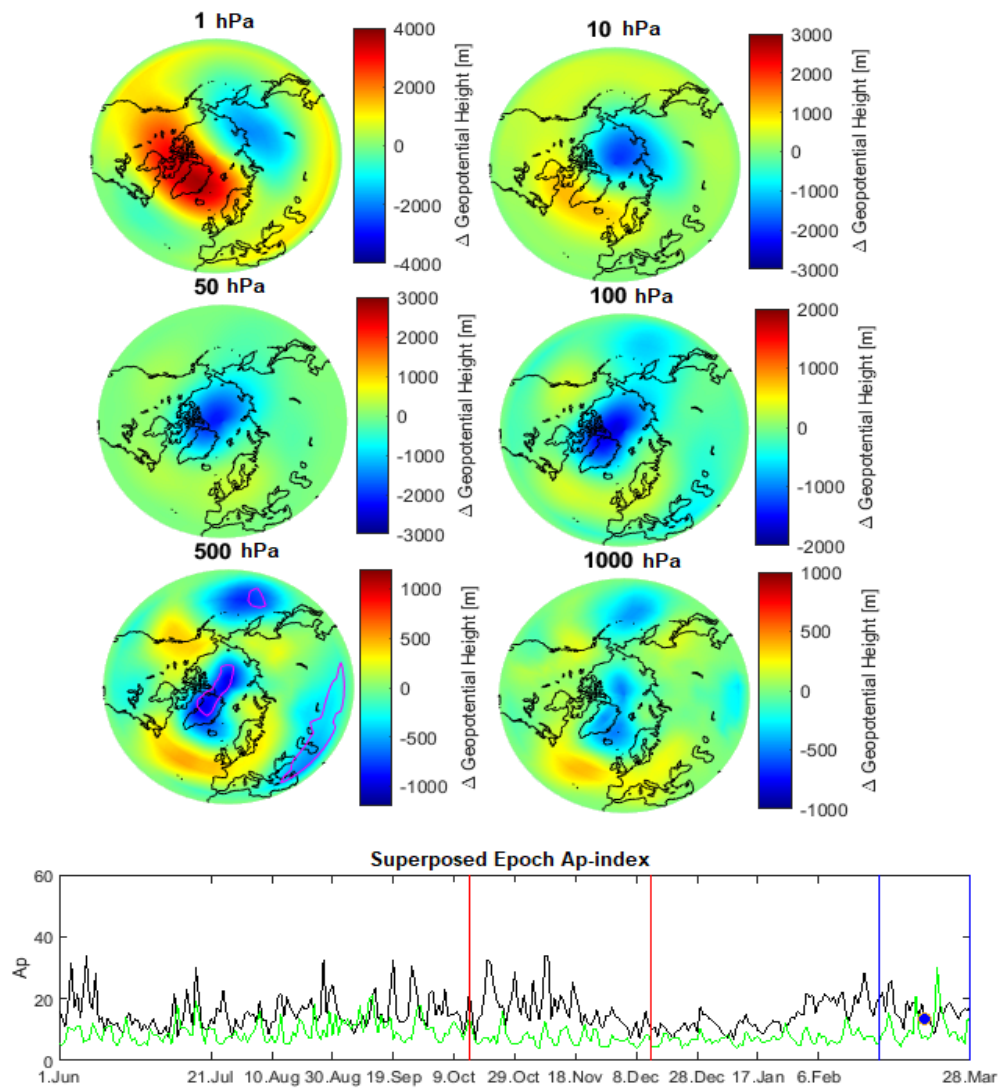 1 hPa
4000
2000
0
-2000
-4000
Δ Geopotential Height [m]
10 hPa
3000
2000
1000
0
-1000
-2000
-3000
Δ Geopotential Height [m]
50 hPa
3000
2000
1000
0
-1000
-2000
-3000
Δ Geopotential Height [m]
100 hPa
2000
1000
0
-1000
-2000
Δ Geopotential Height [m]
500 hPa
1000
500
0
-500
-1000
Δ Geopotential Height [m]
1000 hPa
1000
500
0
-500
-1000
Δ Geopotential Height [m]
Superposed Epoch Ap-index
Ap
60
40
20
0
1.Jun 21.Jul 10.Aug 30.Aug 19.Sep 9.Oct 29.Oct 18.Nov 8.Dec 28.Dec 17.Jan 6.Feb 28.Mar